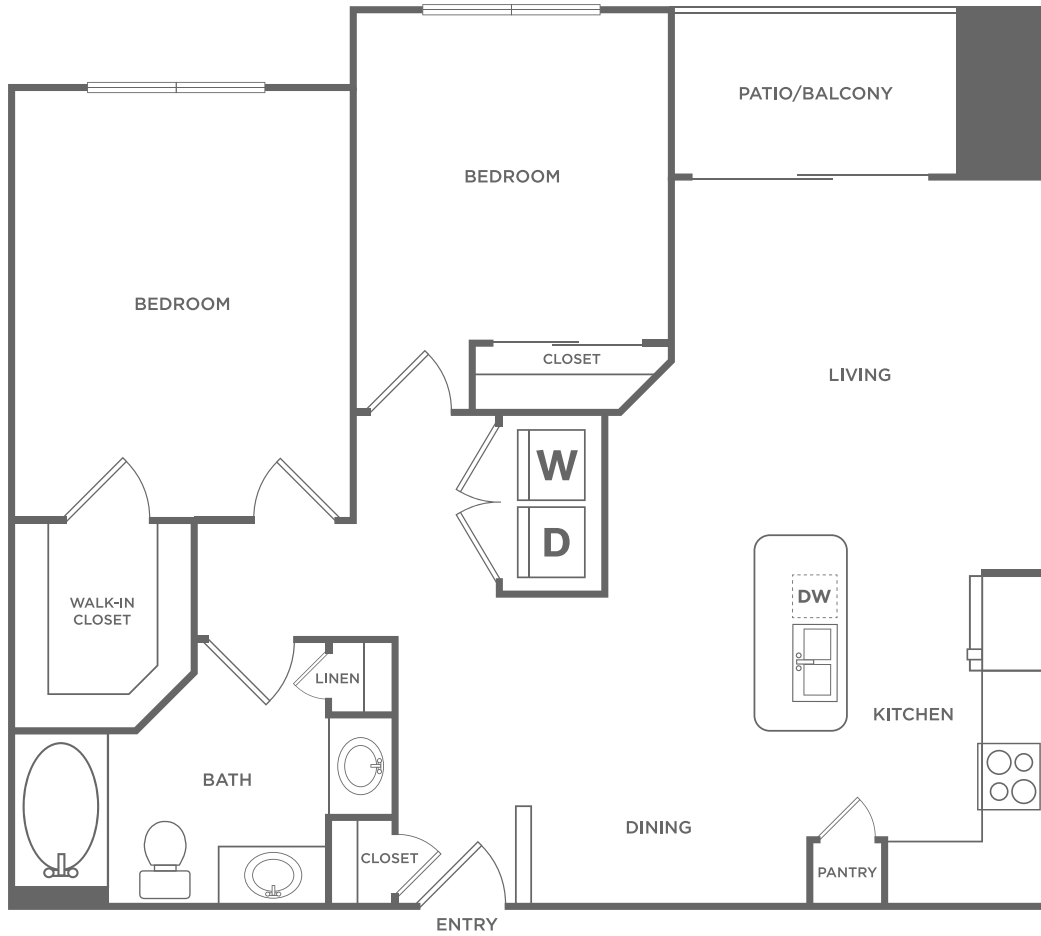 PATIO/BALCONY
BEDROOM
BEDROOM
CLOSET
LIVING
W
D
DW
WALK-IN
CLOSET
LINEN
KITCHEN
BATH
DINING
CLOSET
PANTRY
ENTRY